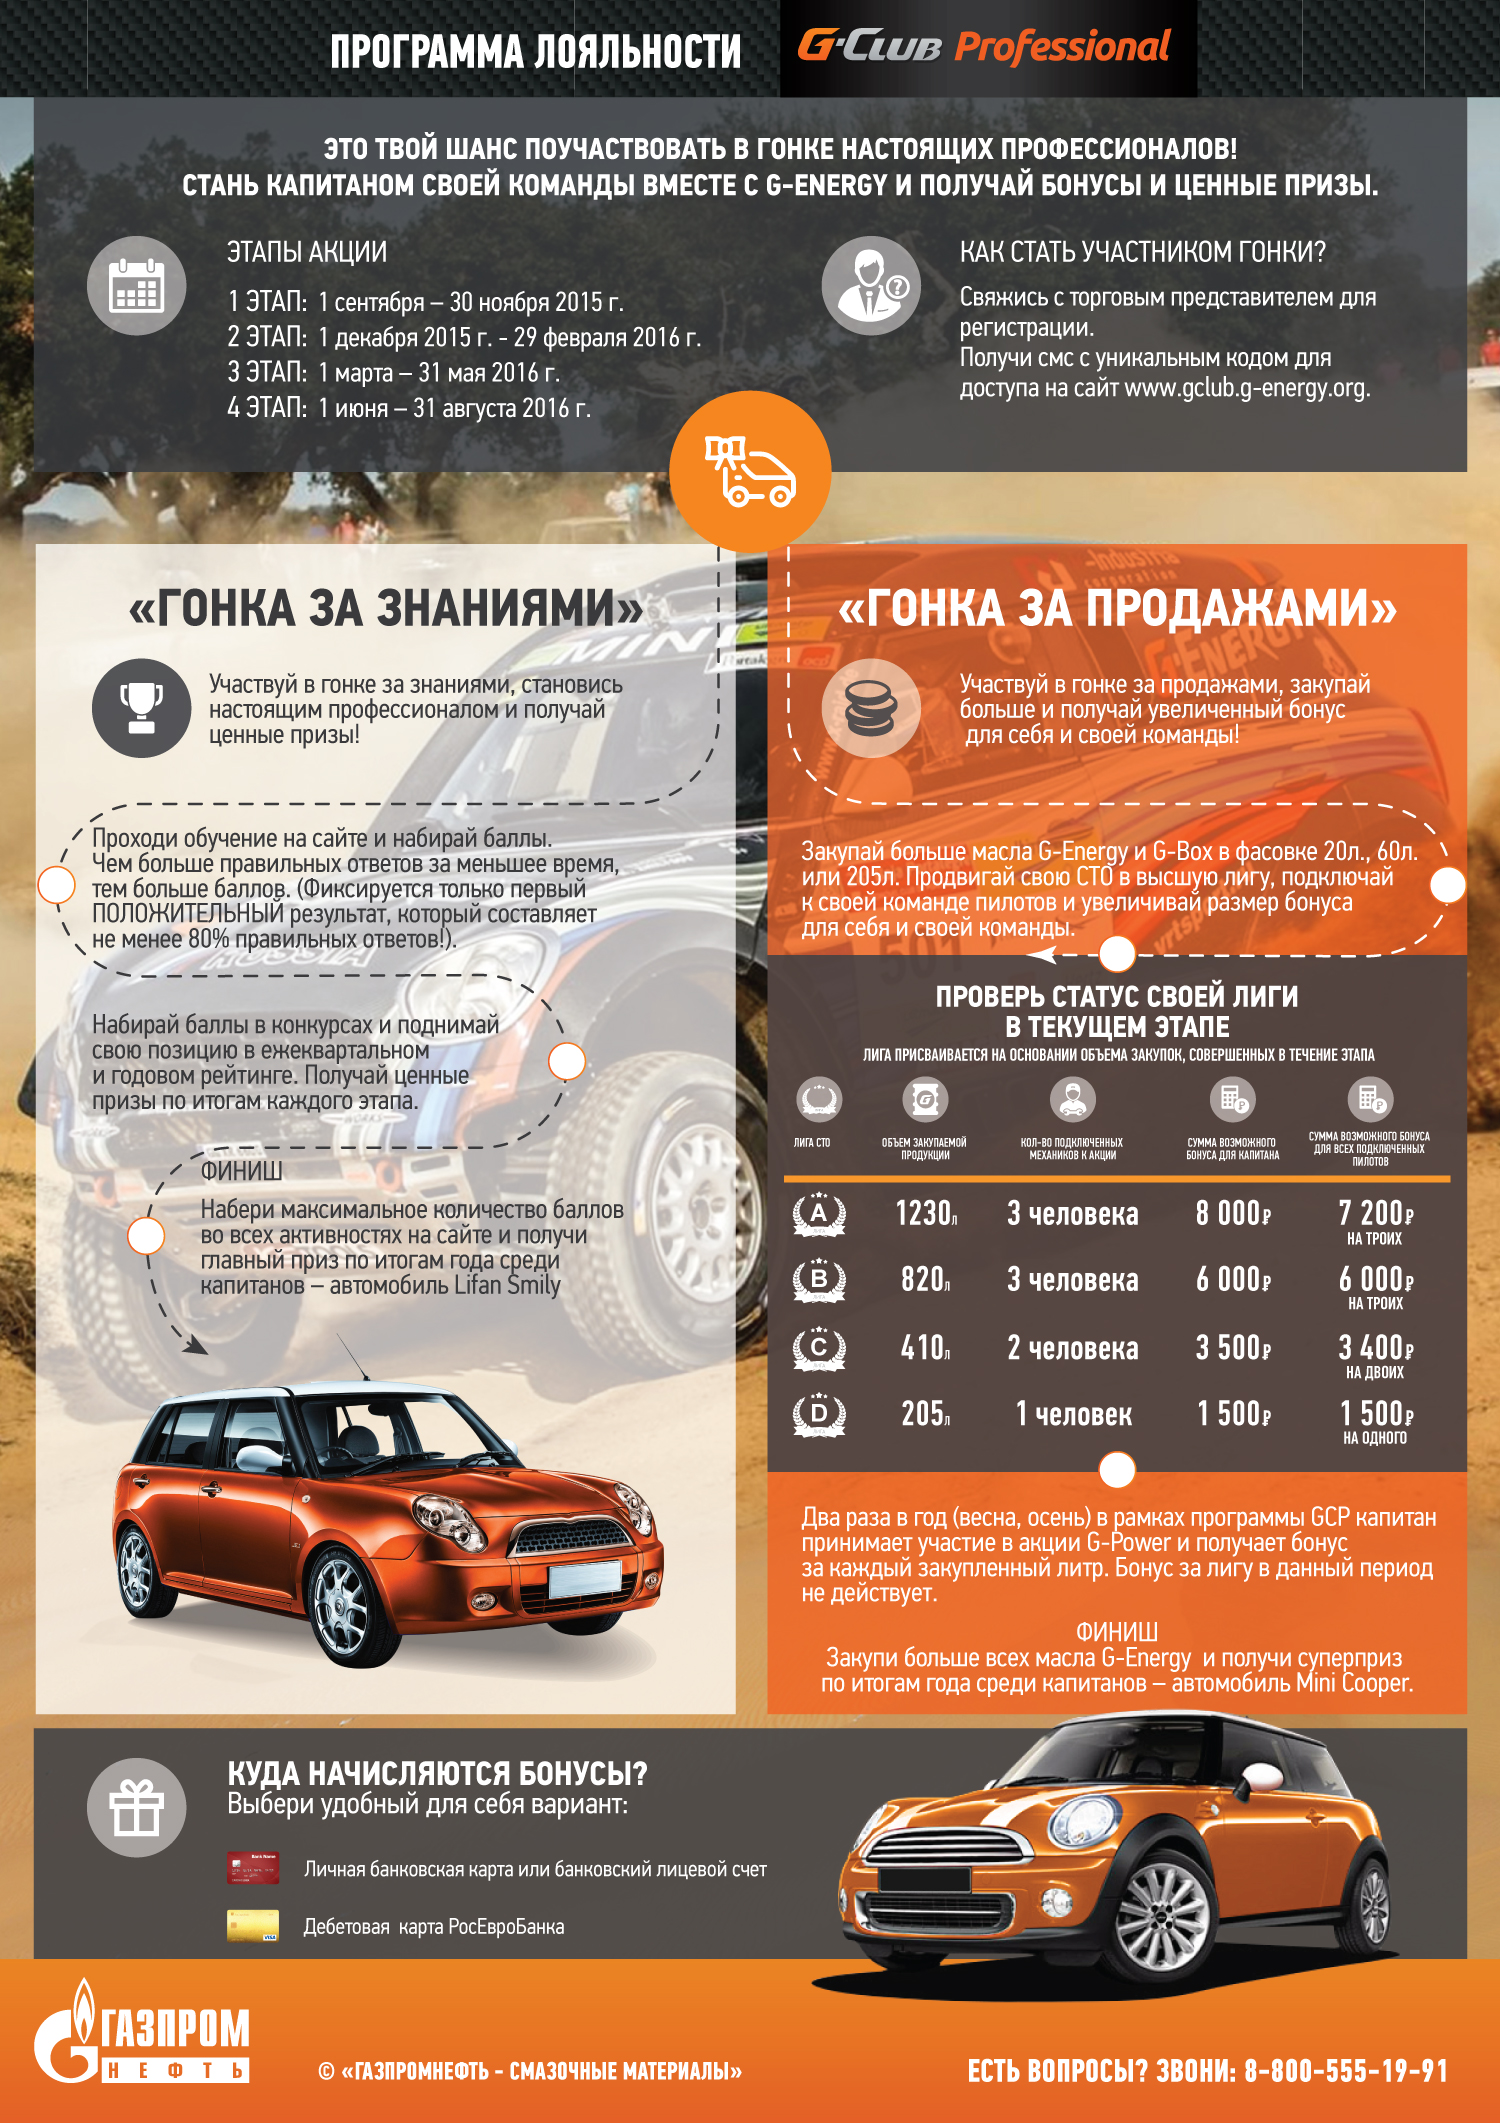 ПРОГРАММА ЛОЯЛЬНОСТИ G-CLUB Professional
ЭТО ТВОЙ ШАНС ПОУЧАСТВОВАТЬ В ГОНКЕ НАСТОЯЩИХ ПРОФЕССИОНАЛОВ!
СТАНЬ КАПИТАНОМ СВОЕЙ КОМАНДЫ ВМЕСТЕ С G-ENERGY И ПОЛУЧАЙ БОНУСЫ И ЦЕННЫЕ ПРИЗЫ.
ЭТАПЫ АКЦИИ
1 ЭТАП: 1 сентября – 30 ноября 2015 г.
2 ЭТАП: 1 декабря 2015 г. - 29 февраля 2016 г.
3 ЭТАП: 1 марта – 31 мая 2016 г.
4 ЭТАП: 1 июня – 31 августа 2016 г.
КАК СТАТЬ УЧАСТНИКОМ ГОНКИ?
Свяжись с торговым представителем для
регистрации.
Получи смс с уникальным кодом для
доступа на сайт www.gclub.g-energy.org.
«ГОНКА ЗА ЗНАНИЯМИ»
Участвуй в гонке за знаниями, становись
настоящим профессионалом и получай
ценные призы!
Проходи обучение на сайте и набирай баллы.
Чем больше правильных ответов за меньшее время,
тем больше баллов. (Фиксируется только первый
ПОЛОЖИТЕЛЬНЫЙ результат, который составляет
не менее 80% правильных ответов!).
Набирай баллы в конкурсах и поднимай
свою позицию в ежеквартальном
и годовом рейтинге. Получай ценные
призы по итогам каждого этапа.
ФИНИШ
Набери максимальное количество баллов
во всех активностях на сайте и получи
главный приз по итогам года среди
капитанов – автомобиль Lifan Smily
MINI
«ГОНКА ЗА ПРОДАЖАМИ»
-Industria
corporation
G-ENERGY
Участвуй в гонке за продажами, закупай
больше и получай увеличенный бонус
для себя и своей команды!
Закупай больше масла G-Energy и G-Box в фасовке 20л., 60л.
или 205л. Продвигай свою СТО в высшую лигу, подключай
к своей команде пилотов и увеличивай размер бонуса
для себя и своей команды.
ПРОВЕРЬ СТАТУС СВОЕЙ ЛИГИ
В ТЕКУЩЕМ ЭТАПЕ
ЛИГА ПРИСВАИВАЕТСЯ НА ОСНОВАНИИ ОБЪЕМА ЗАКУПОК, СОВЕРШЕННЫХ В ТЕЧЕНИЕ ЭТАПА
ЛИГА СТО
ОБЪЕМ ЗАКУПАЕМОЙ
ПРОДУКЦИИ
КОЛ-ВО ПОДКЛЮЧЕННЫХ
МЕХАНИКОВ К АКЦИИ
СУММА ВОЗМОЖНОГО
БОНУСА ДЛЯ КАПИТАНА
СУММА ВОЗМОЖНОГО БОНУСА
ДЛЯ ВСЕХ ПОДКЛЮЧЕННЫХ
ПИЛОТОВ
A 1230л 3 человека 8 000₽ 7 200₽
НА ТРОИХ
B 820л 3 человека 6 000₽ 6 000₽
НА ТРОИХ
C 410л 2 человека 3 500₽ 3 400₽
НА ДВОИХ
D 205л 1 человек 1 500₽ 1 500₽
НА ОДНОГО
Два раза в год (весна, осень) в рамках программы GCP капитан
принимает участие в акции G-Power и получает бонус
за каждый закупленный литр. Бонус за лигу в данный период
не действует.
ФИНИШ
Закупи больше всех масла G-Energy и получи суперприз
по итогам года среди капитанов – автомобиль Mini Cooper.
КУДА НАЧИСЛЯЮТСЯ БОНУСЫ?
Выбери удобный для себя вариант:
Bank Name
Личная банковская карта или банковский лицевой счет
VISA
Дебетовая карта РосЕвроБанка
ГАЗПРОМ
НЕФТЬ
© «ГАЗПРОМНЕФТЬ - СМАЗОЧНЫЕ МАТЕРИАЛЫ»
ЕСТЬ ВОПРОСЫ? ЗВОНИ: 8-800-555-19-91